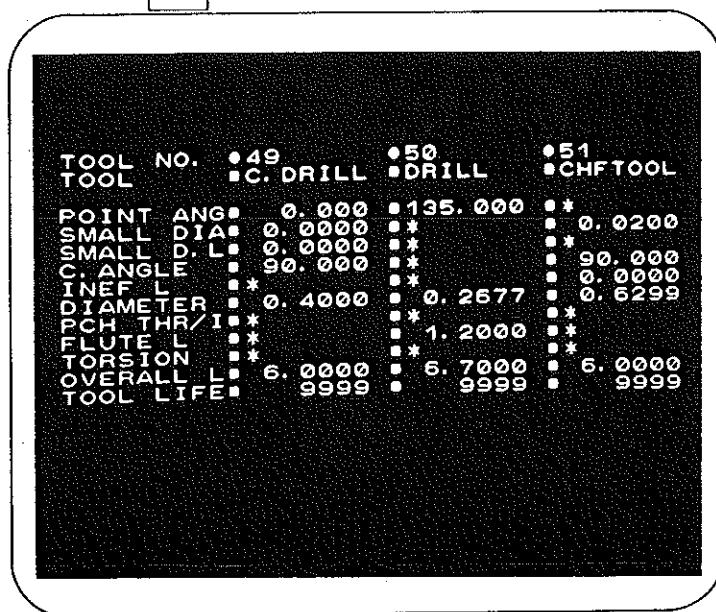 TOOL NO. ●49 ●50 ●51
TOOL ■C. DRILL ■DRILL ■CHFTOOL
POINT ANG■ 0.000 ■135.000 ■*
SMALL DIA■ 0.0000 ■* ■ 0.0200
SMALL D. L■ 0.0000 ■* ■*
C. ANGLE ■ 90.000 ■* ■ 90.000
INEF L ■* ■* ■ 0.0000
DIAMETER ■ 0.4000 ■ 0.2677 ■ 0.6299
PCH THR/I■* ■* ■*
FLUTE L ■* ■ 1.2000 ■*
TORSION ■* ■* ■*
OVERALL L■ 6.0000 ■ 6.7000 ■ 6.0000
TOOL LIFE■ 9999 ■ 9999 ■ 9999